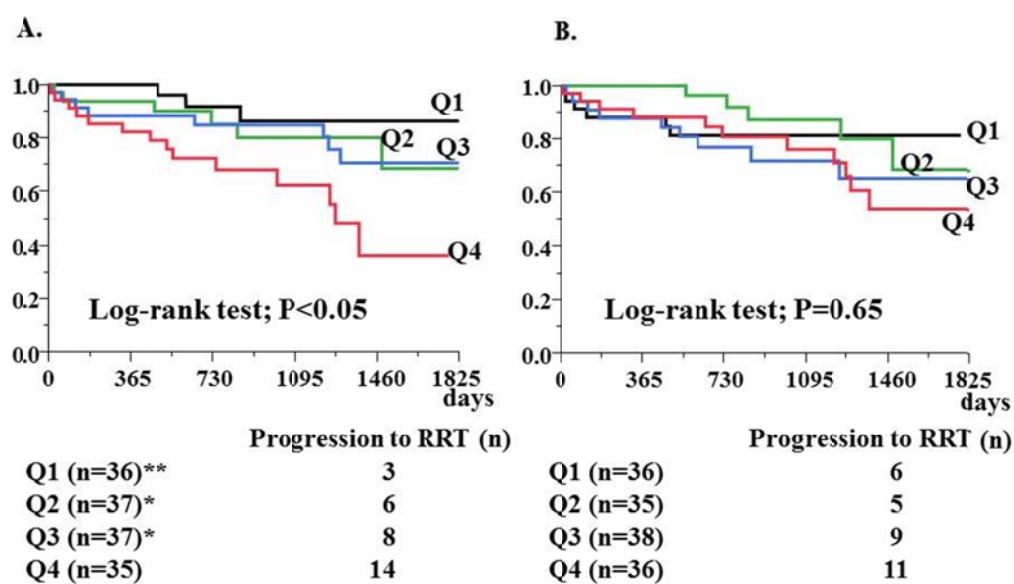 A.
1.0
0.8
0.6
0.4
0.2
0.0
Q1
Q2
Q3
Q4
Log-rank test; P<0.05
0 365 730 1095 1460 1825
days
Progression to RRT (n)
Q1 (n=36)** 3
Q2 (n=37)* 6
Q3 (n=37)* 8
Q4 (n=35) 14
B.
1.0
0.8
0.6
0.4
0.2
0.0
Q1
Q2
Q3
Q4
Log-rank test; P=0.65
0 365 730 1095 1460 1825
days
Progression to RRT (n)
Q1 (n=36) 6
Q2 (n=35) 5
Q3 (n=38) 9
Q4 (n=36) 11